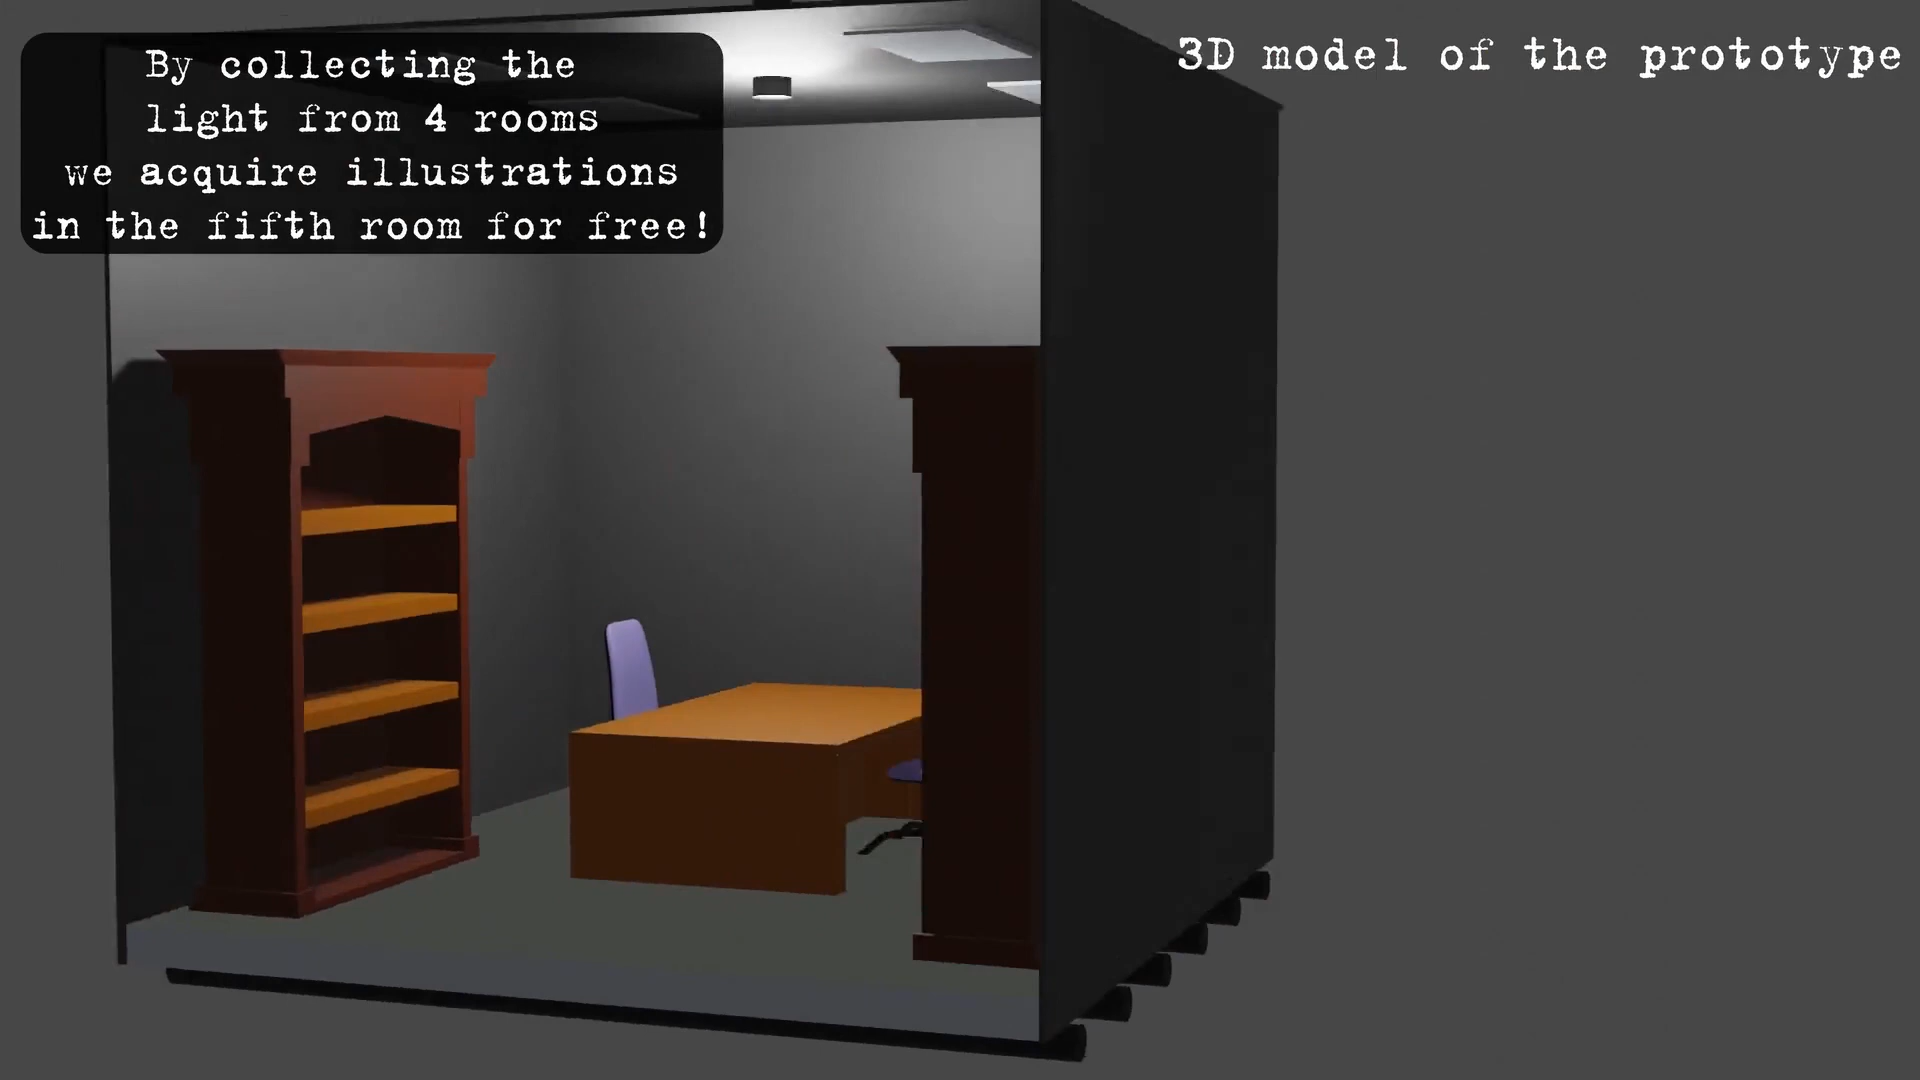 By collecting the
light from 4 rooms
we acquire illustrations
in the fifth room for free!
3D model of the prototype